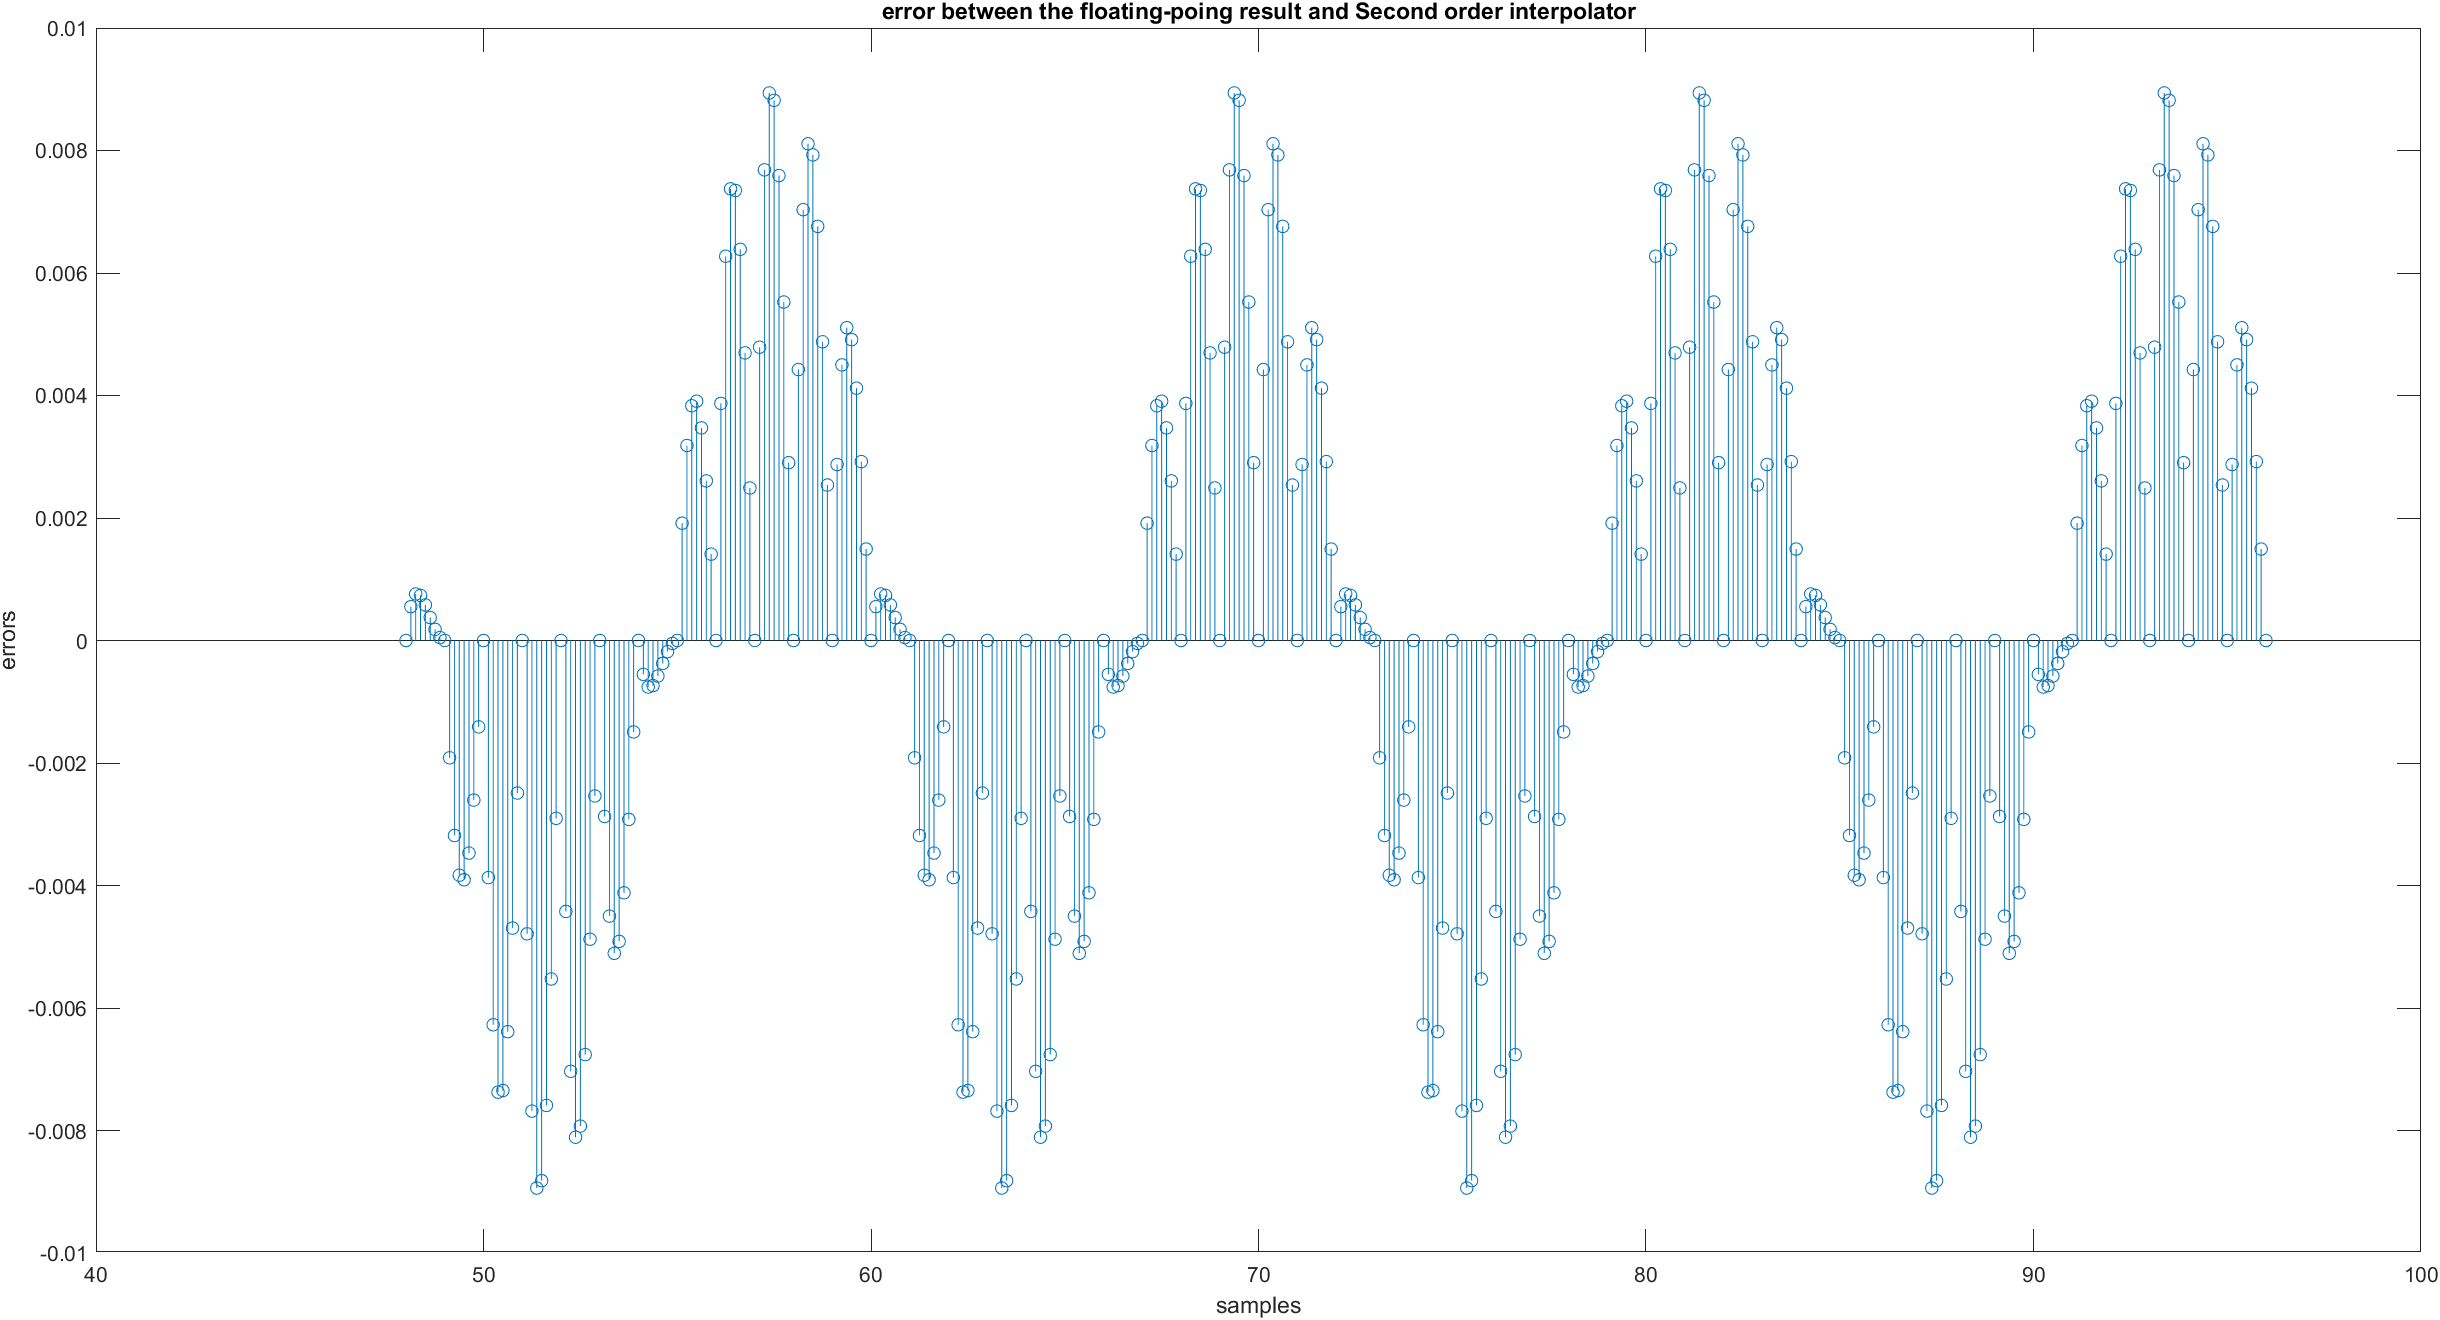 error between the floating-poing result and Second order interpolator
0.01
0.008
0.006
0.004
0.002
0
-0.002
-0.004
-0.006
-0.008
-0.01
errors
40 50 60 70 80 90 100
samples